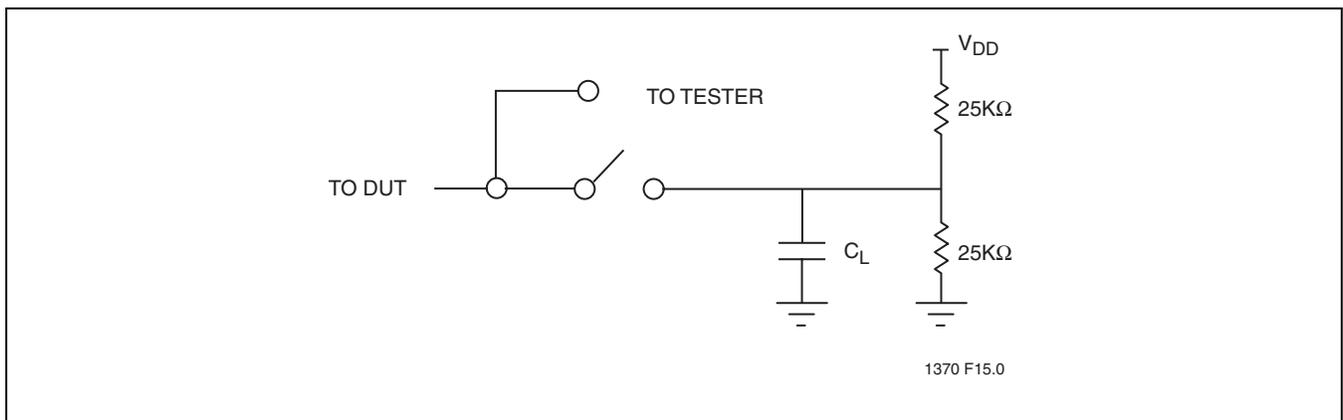 VDD
TO TESTER
25KΩ
TO DUT
CL
25KΩ
1370 F15.0